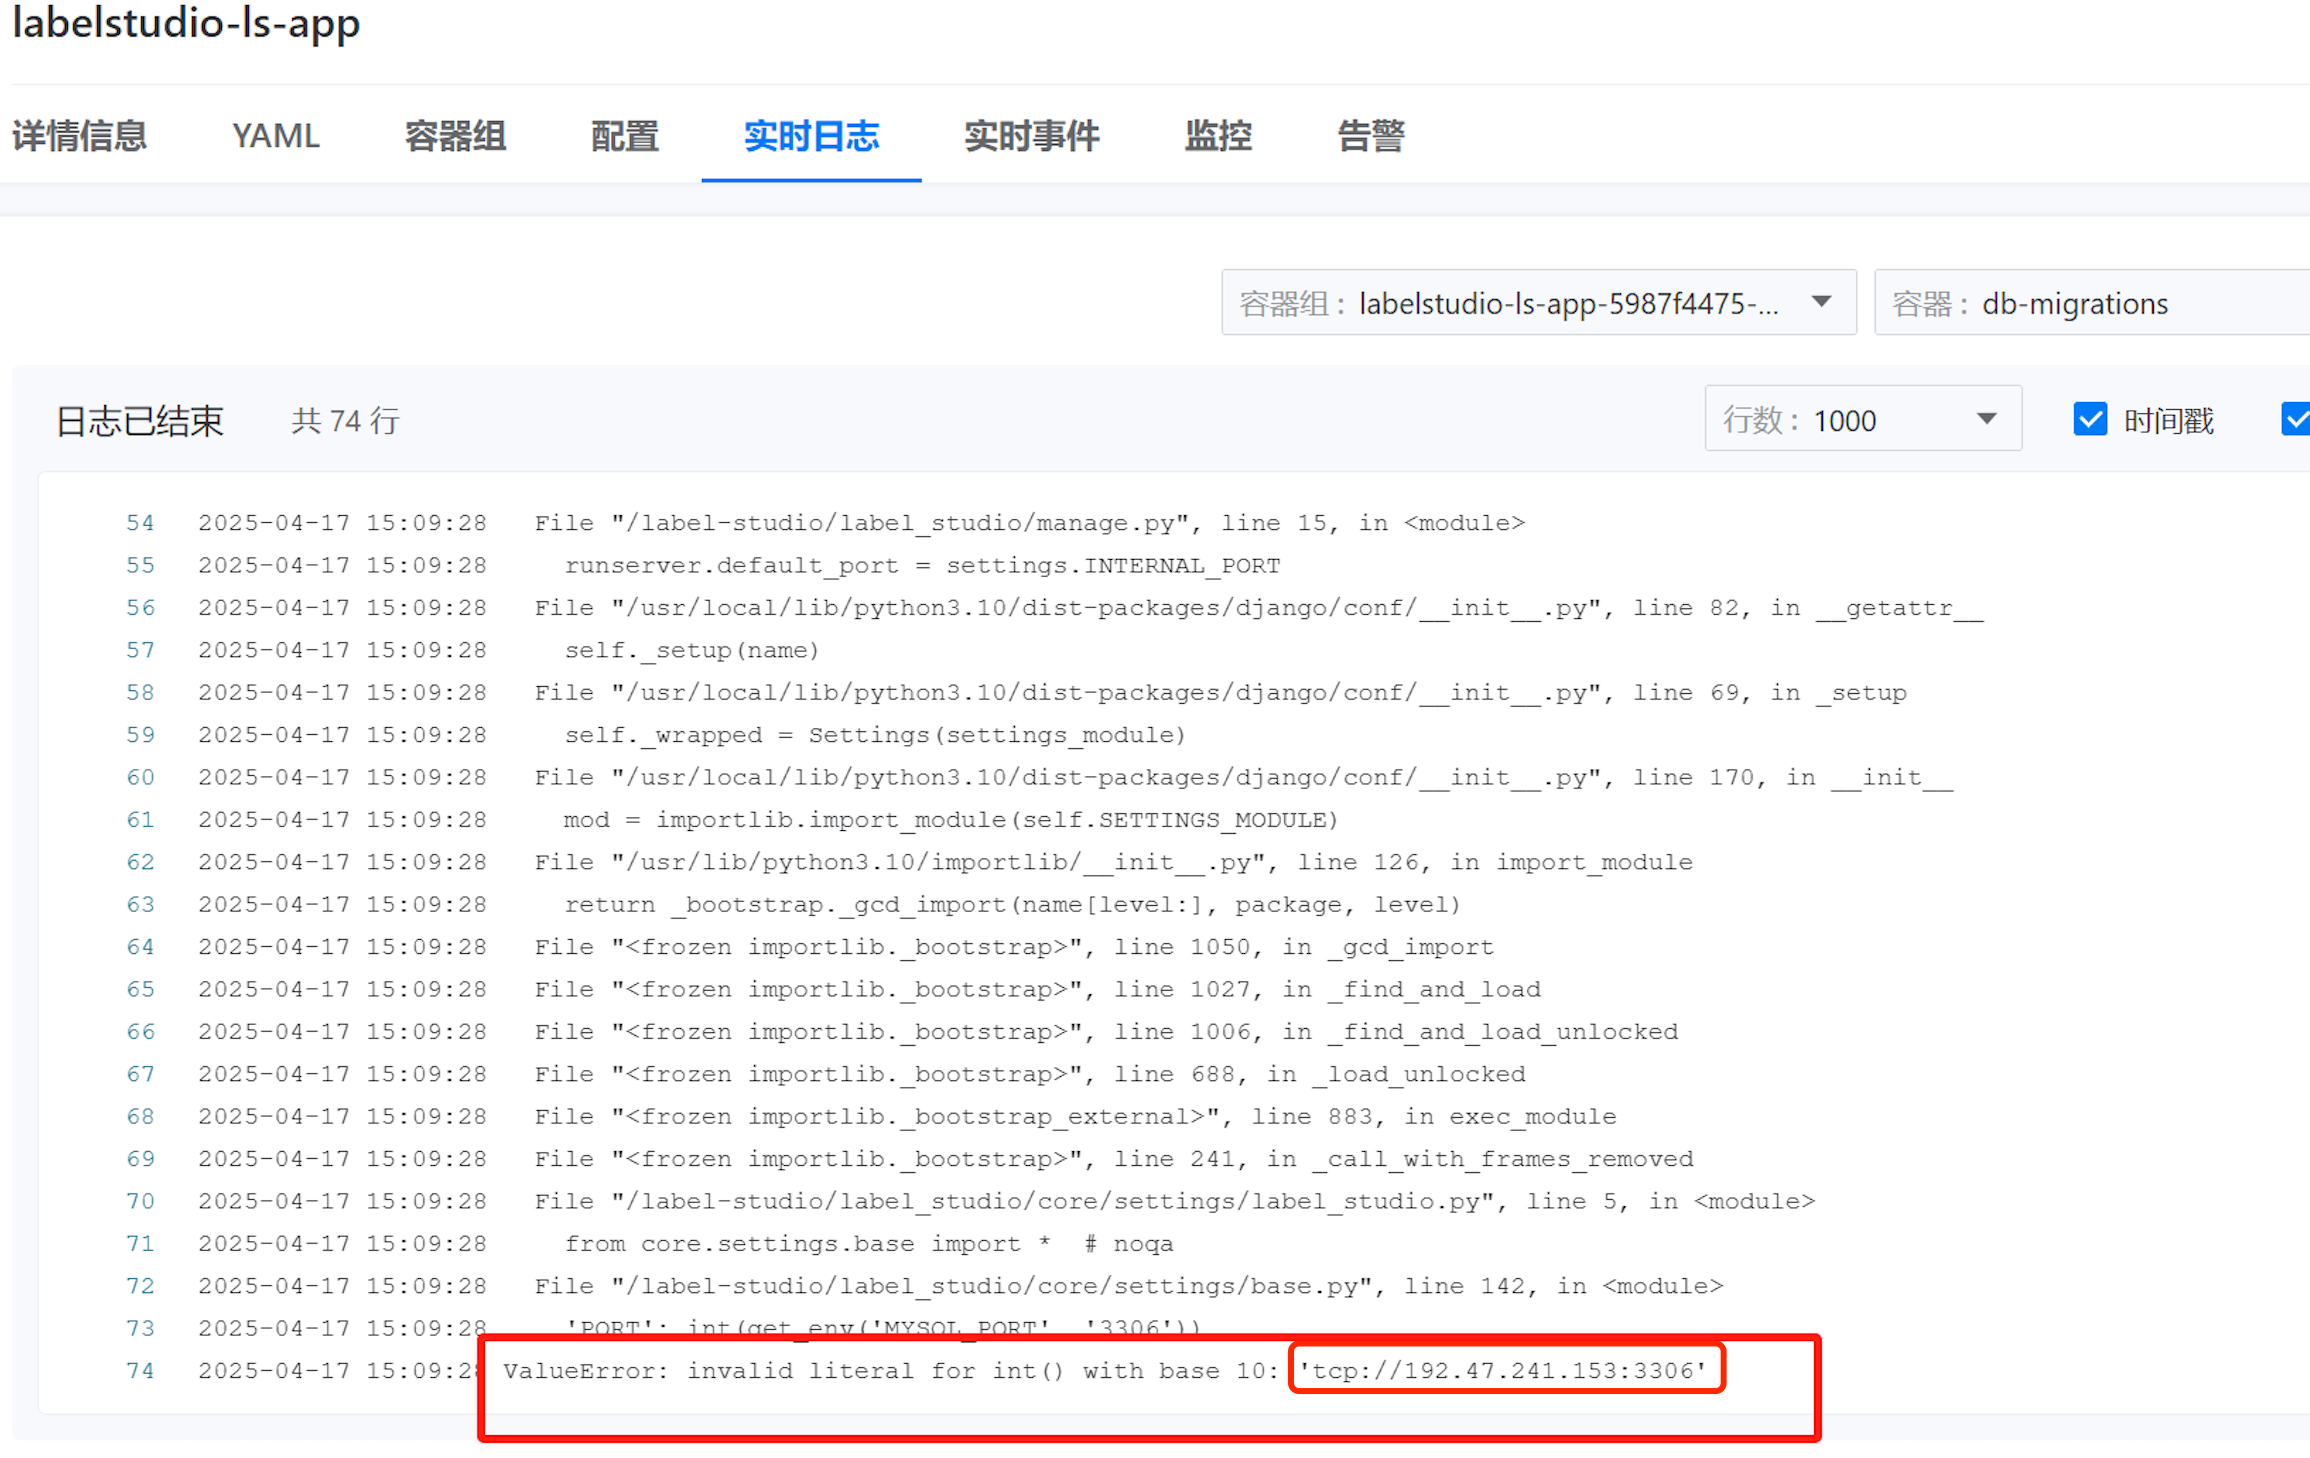 labelstudio-ls-app
详情信息 YAML 容器组 配置 实时日志 实时事件 监控 告警
容器组： labelstudio-ls-app-5987f4475-... 容器： db-migrations
日志已结束 共 74 行 行数： 1000 时间戳
54 2025-04-17 15:09:28 File "/label-studio/label_studio/manage.py", line 15, in <module>
55 2025-04-17 15:09:28 runserver.default_port = settings.INTERNAL_PORT
56 2025-04-17 15:09:28 File "/usr/local/lib/python3.10/dist-packages/django/conf/__init__.py", line 82, in __getattr__
57 2025-04-17 15:09:28 self._setup(name)
58 2025-04-17 15:09:28 File "/usr/local/lib/python3.10/dist-packages/django/conf/__init__.py", line 69, in _setup
59 2025-04-17 15:09:28 self._wrapped = Settings(settings_module)
60 2025-04-17 15:09:28 File "/usr/local/lib/python3.10/dist-packages/django/conf/__init__.py", line 170, in __init__
61 2025-04-17 15:09:28 mod = importlib.import_module(self.SETTINGS_MODULE)
62 2025-04-17 15:09:28 File "/usr/lib/python3.10/importlib/__init__.py", line 126, in import_module
63 2025-04-17 15:09:28 return _bootstrap._gcd_import(name[level:], package, level)
64 2025-04-17 15:09:28 File "<frozen importlib._bootstrap>", line 1050, in _gcd_import
65 2025-04-17 15:09:28 File "<frozen importlib._bootstrap>", line 1027, in _find_and_load
66 2025-04-17 15:09:28 File "<frozen importlib._bootstrap>", line 1006, in _find_and_load_unlocked
67 2025-04-17 15:09:28 File "<frozen importlib._bootstrap>", line 688, in _load_unlocked
68 2025-04-17 15:09:28 File "<frozen importlib._bootstrap_external>", line 883, in exec_module
69 2025-04-17 15:09:28 File "<frozen importlib._bootstrap>", line 241, in _call_with_frames_removed
70 2025-04-17 15:09:28 File "/label-studio/label_studio/core/settings/label_studio.py", line 5, in <module>
71 2025-04-17 15:09:28 from core.settings.base import * # noqa
72 2025-04-17 15:09:28 File "/label-studio/label_studio/core/settings/base.py", line 142, in <module>
73 2025-04-17 15:09:28 'PORT': int(get_env('MYSQL_PORT', '3306')),
74 2025-04-17 15:09:28 ValueError: invalid literal for int() with base 10: 'tcp://192.47.241.153:3306'